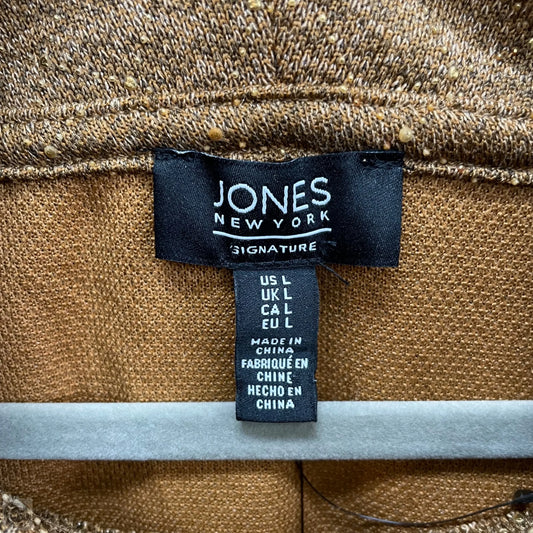 JONES
NEW YORK
SIGNATURE
US L
UK L
CA L
EU L
MADE IN
CHINA
FABRIQUÉ EN
CHINE
HECHO EN
CHINA